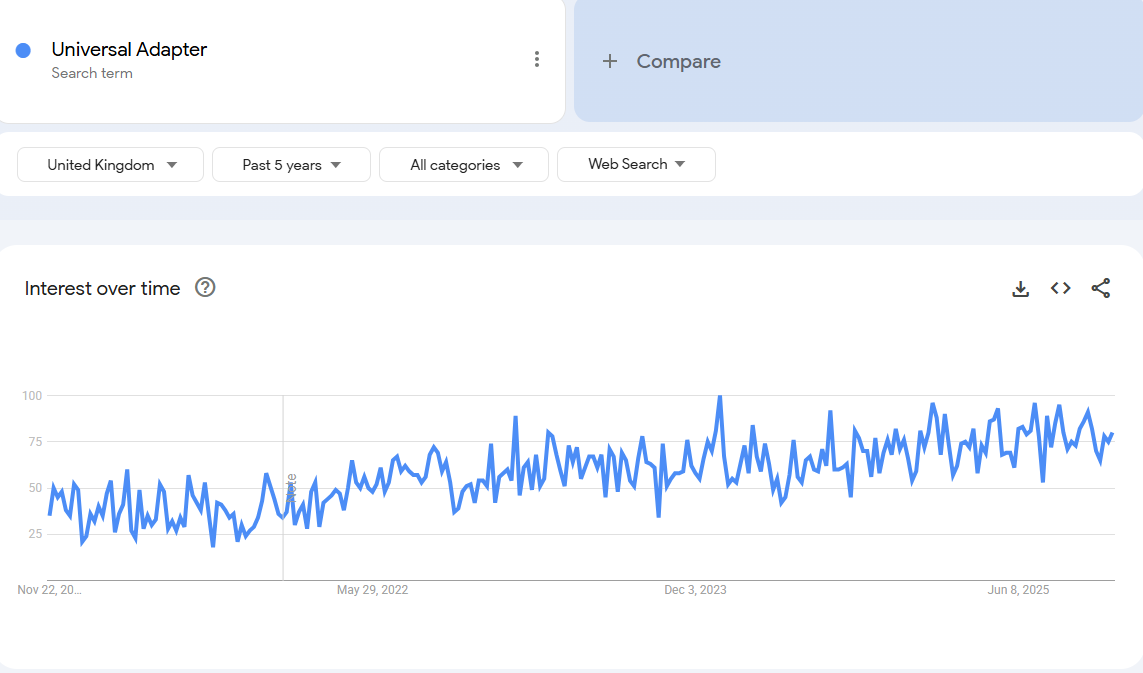 Universal Adapter
Search term
+ Compare
United Kingdom
Past 5 years
All categories
Web Search
Interest over time
100
75
50
25
Note
Nov 22, 20...
May 29, 2022
Dec 3, 2023
Jun 8, 2025